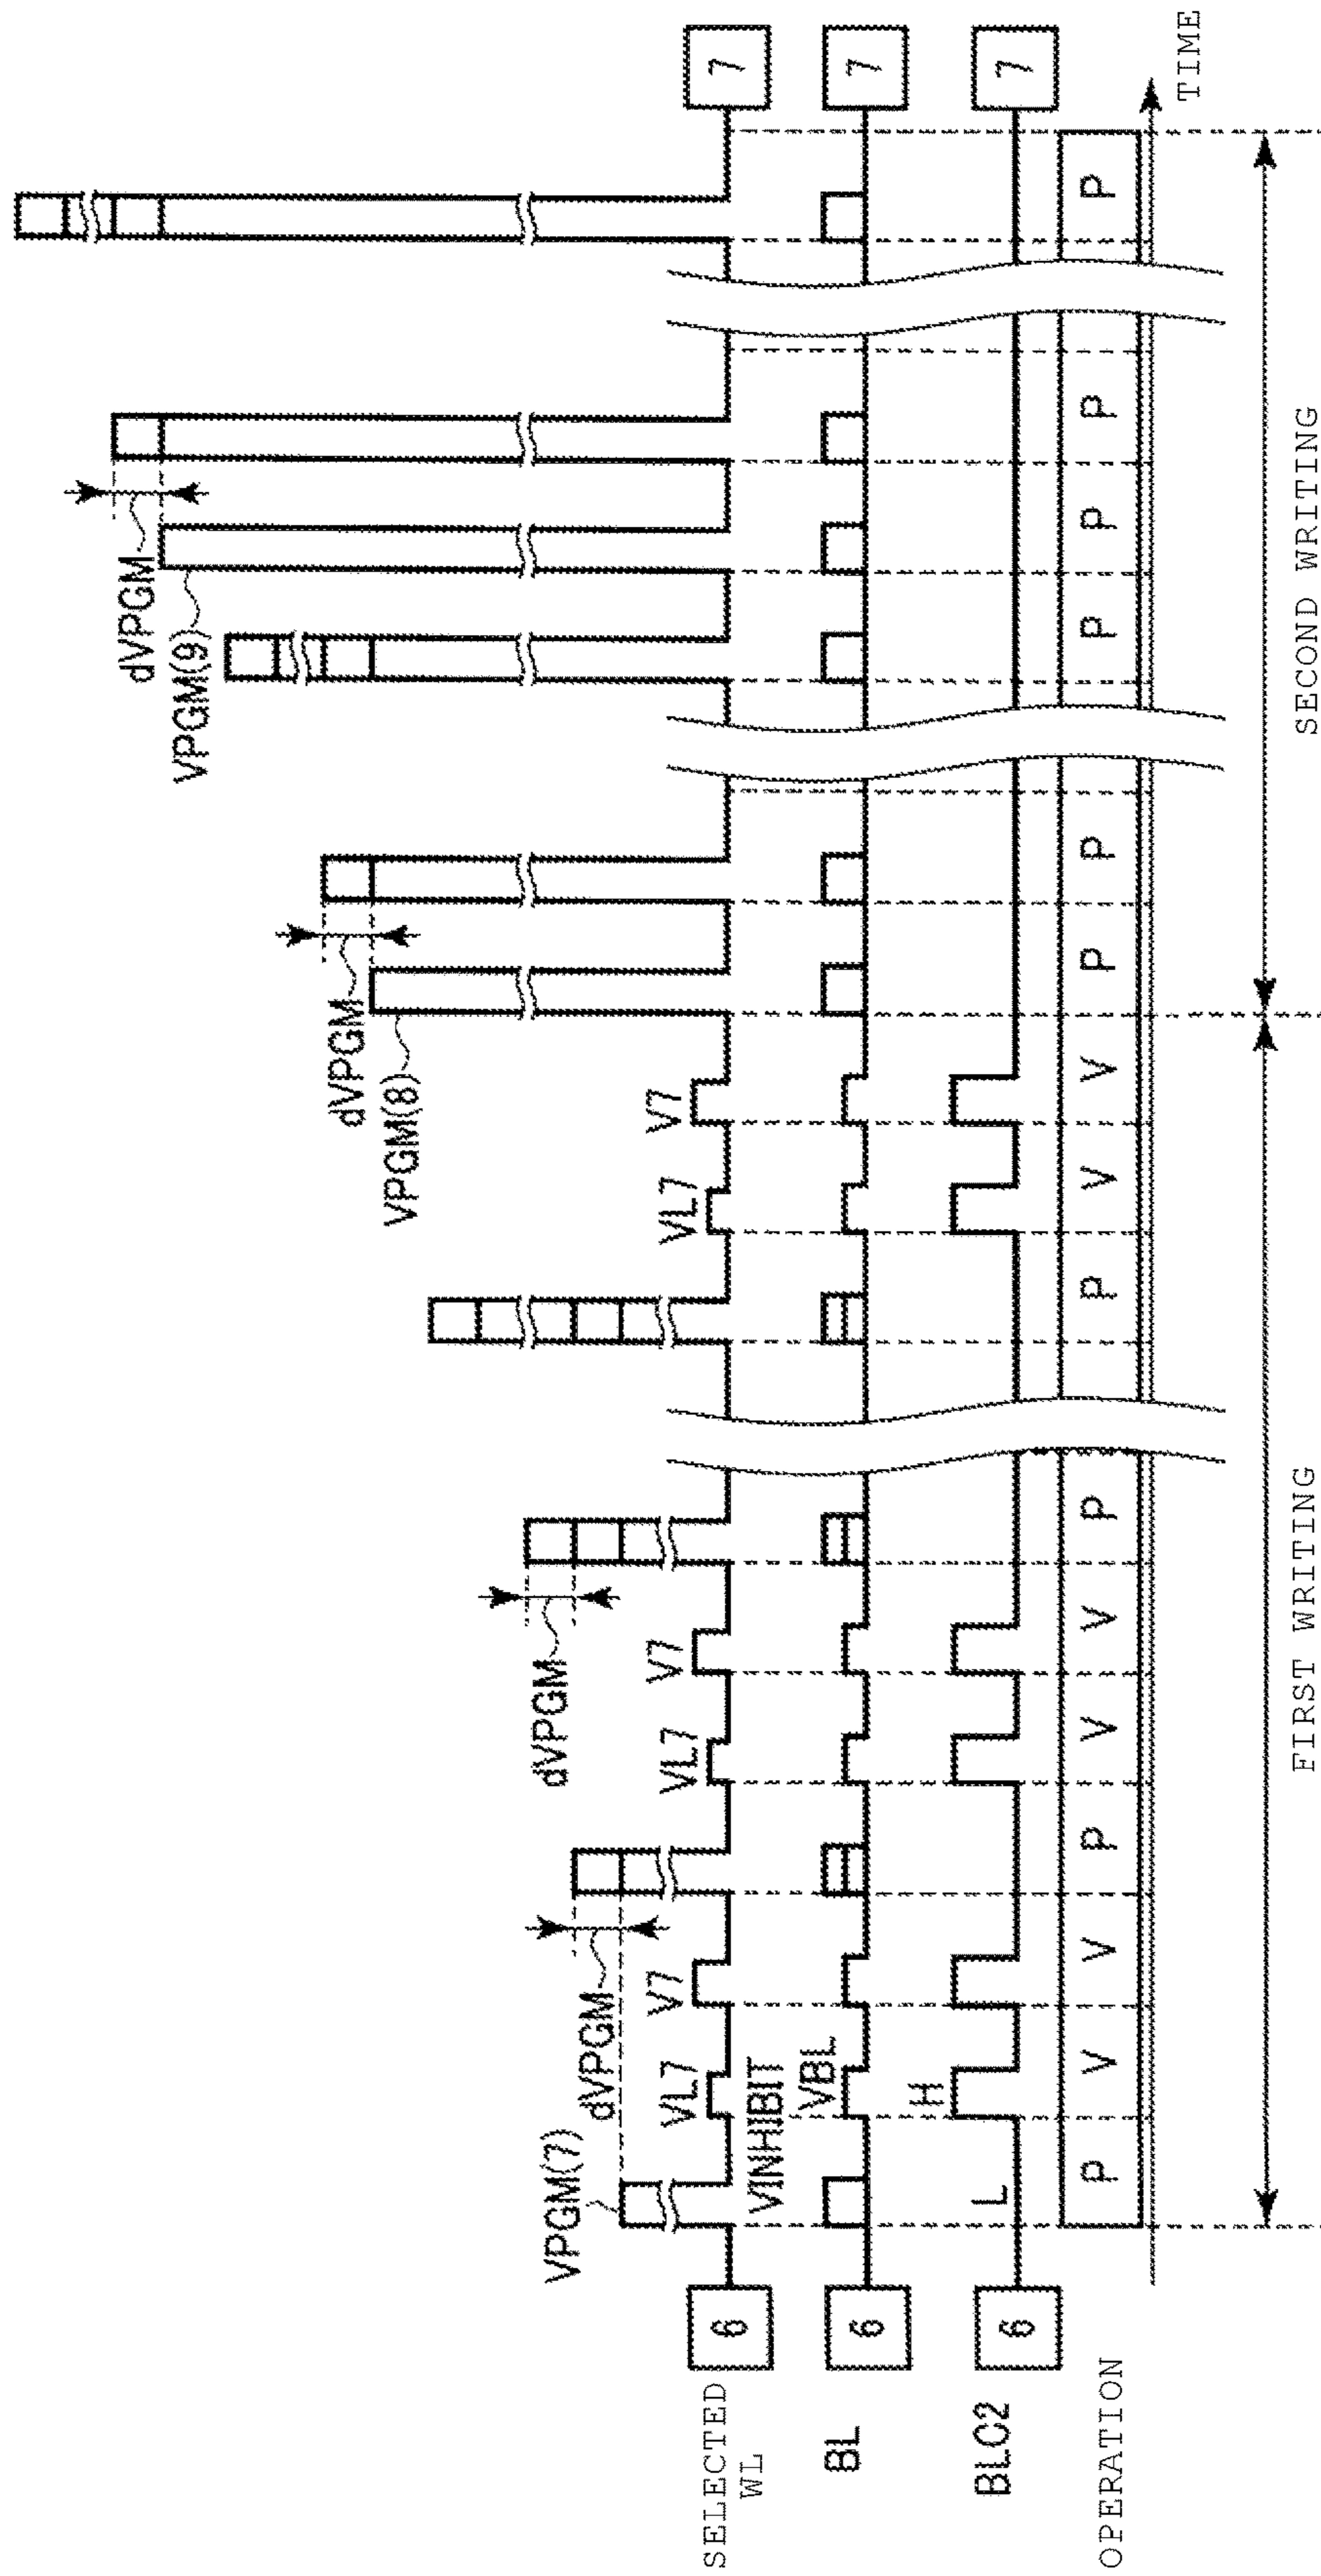 VPGM(7)
dVPGM
dVPGM
dVPGM
VPGM(8)
dVPGM
VPGM(9)
SELECTED
WL
6
VL7
V7
VL7
V7
VL7
V7
7
VINHIBIT
BL
6
VBL
7
BLC2
6
L
H
7
OPERATION
P V V P V V P P V V P P P P P P
TIME
FIRST WRITING
SECOND WRITING